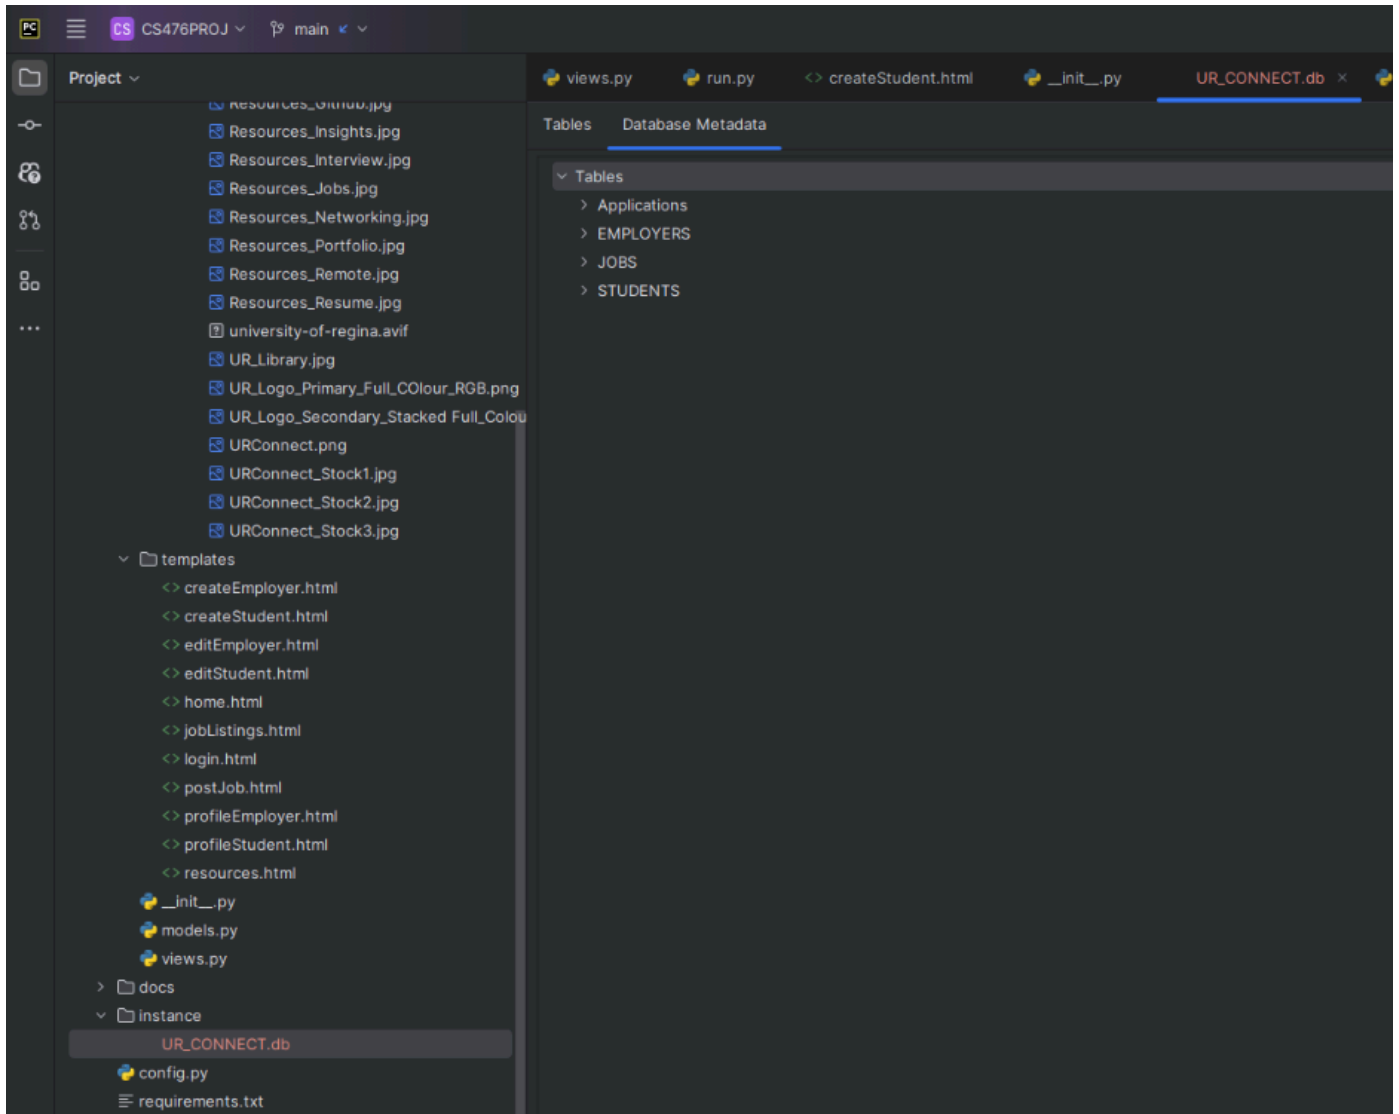 PC CS CS476PROJ main
Project
views.py run.py createStudent.html __init__.py UR_CONNECT.db
Tables Database Metadata
Resources_Github.jpg
Resources_Insights.jpg
Resources_Interview.jpg
Resources_Jobs.jpg
Resources_Networking.jpg
Resources_Portfolio.jpg
Resources_Remote.jpg
Resources_Resume.jpg
university-of-regina.avif
UR_Library.jpg
UR_Logo_Primary_Full_COlour_RGB.png
UR_Logo_Secondary_Stacked Full_Colou
URConnect.png
URConnect_Stock1.jpg
URConnect_Stock2.jpg
URConnect_Stock3.jpg
templates
createEmployer.html
createStudent.html
editEmployer.html
editStudent.html
home.html
jobListings.html
login.html
postJob.html
profileEmployer.html
profileStudent.html
resources.html
__init__.py
models.py
views.py
docs
instance
UR_CONNECT.db
config.py
requirements.txt
Tables
Applications
EMPLOYERS
JOBS
STUDENTS